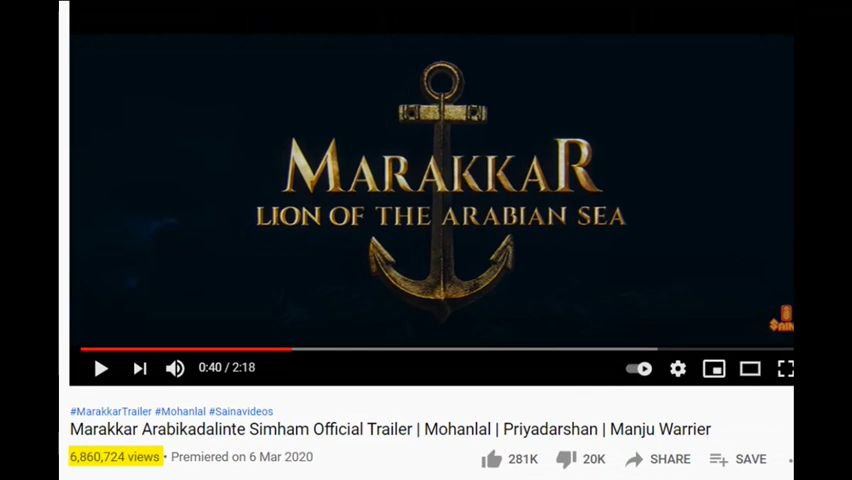 MARAKKAR
LION OF THE ARABIAN SEA
0:40 / 2:18
#MarakkarTrailer #Mohanlal #Sainavideos
Marakkar Arabikadalinte Simham Official Trailer | Mohanlal | Priyadarshan | Manju Warrier
6,860,724 views • Premiered on 6 Mar 2020
281K 20K SHARE SAVE